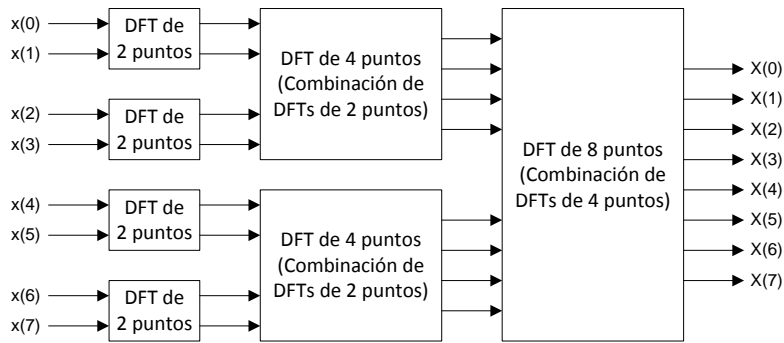 x(0)
x(1)
DFT de
2 puntos
x(2)
x(3)
DFT de
2 puntos
x(4)
x(5)
DFT de
2 puntos
x(6)
x(7)
DFT de
2 puntos
DFT de 4 puntos
(Combinación de
DFTs de 2 puntos)
DFT de 4 puntos
(Combinación de
DFTs de 2 puntos)
DFT de 8 puntos
(Combinación de
DFTs de 4 puntos)
X(0)
X(1)
X(2)
X(3)
X(4)
X(5)
X(6)
X(7)